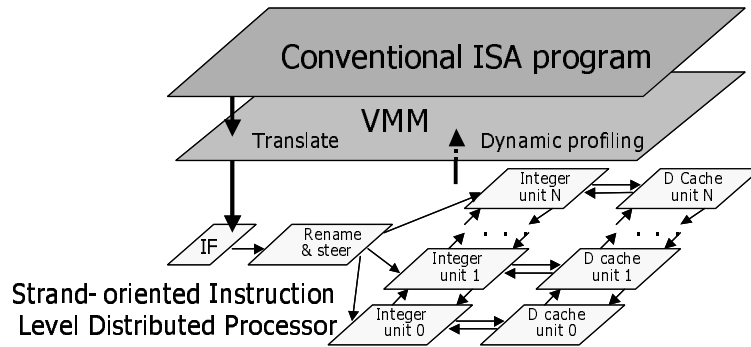 Conventional ISA program
VMM
Translate
Dynamic profiling
Integer
unit N
D Cache
unit N
IF
Rename
& steer
Integer
unit 1
D cache
unit 1
Strand- oriented Instruction
Level Distributed Processor
Integer
unit 0
D cache
unit 0